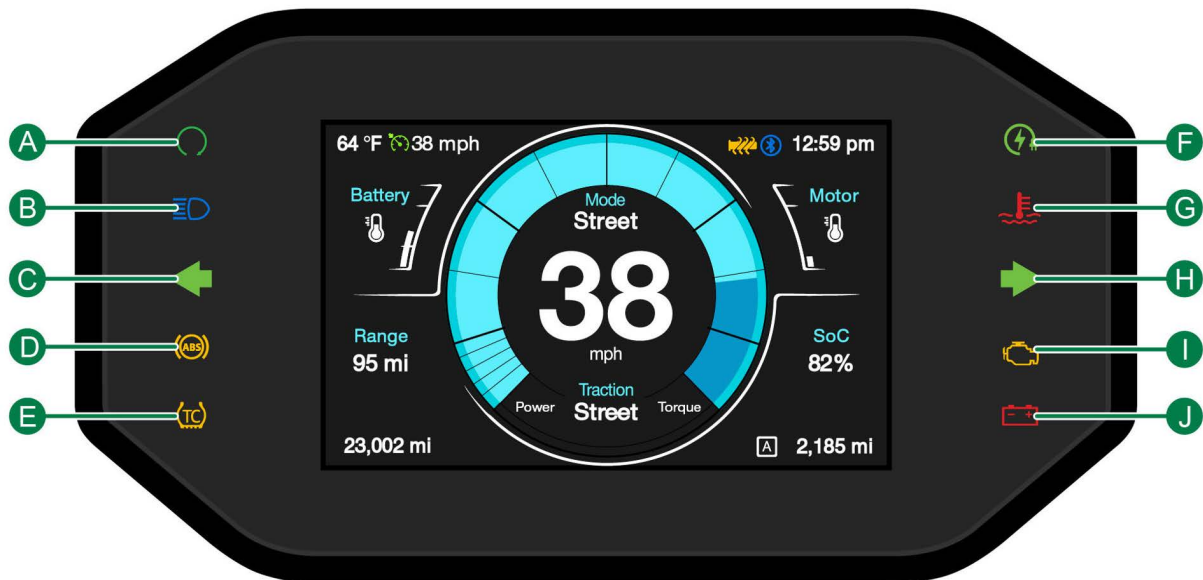 A
B
C
D
E
F
G
H
I
J
ABS
TC
64 °F 38 mph
12:59 pm
Battery
Motor
Mode
Street
38
mph
Range
95 mi
SoC
82%
Traction
Street
Power
Torque
23,002 mi
A 2,185 mi